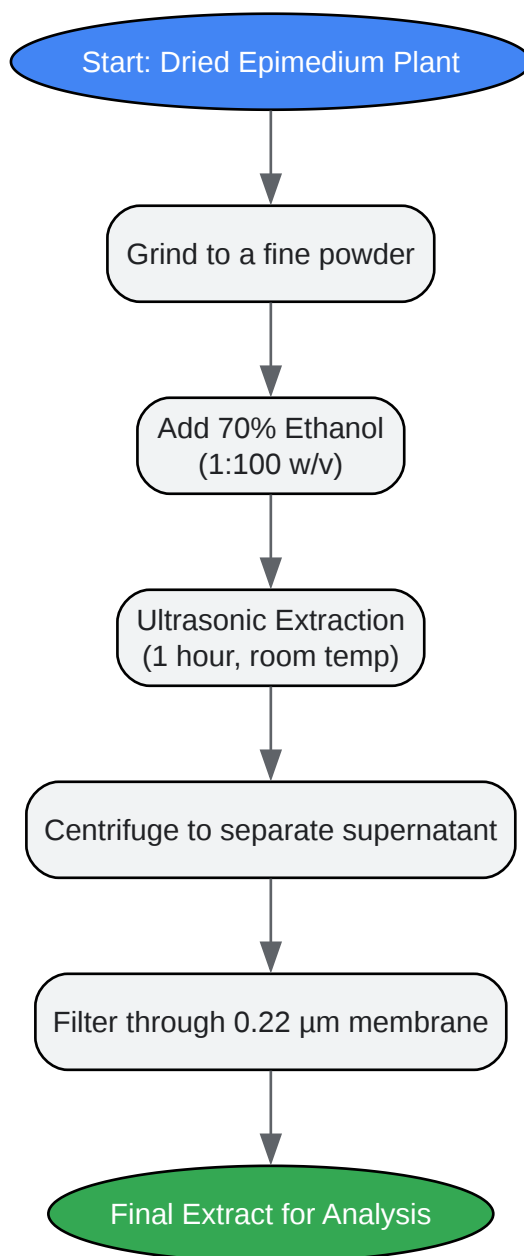 Start: Dried Epimedium Plant
Grind to a fine powder
Add 70% Ethanol
(1:100 w/v)
Ultrasonic Extraction
(1 hour, room temp)
Centrifuge to separate supernatant
Filter through 0.22 µm membrane
Final Extract for Analysis